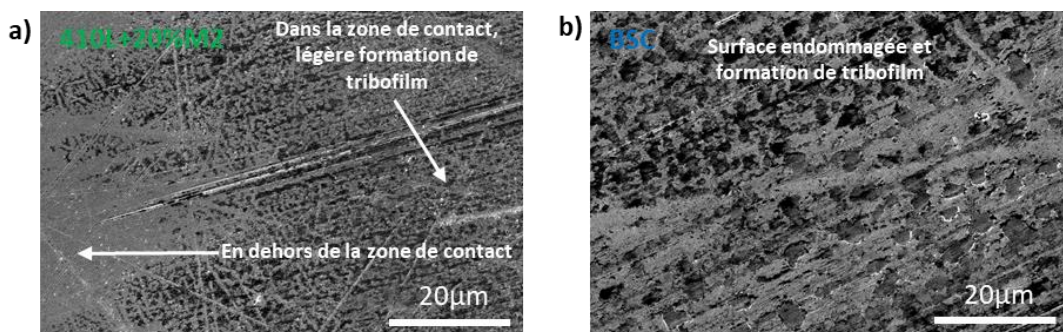 a)
410L+20%M2
Dans la zone de contact,
légère formation de
tribofilm
En dehors de la zone de contact
20µm
b)
BSC
Surface endommagée et
formation de tribofilm
20µm